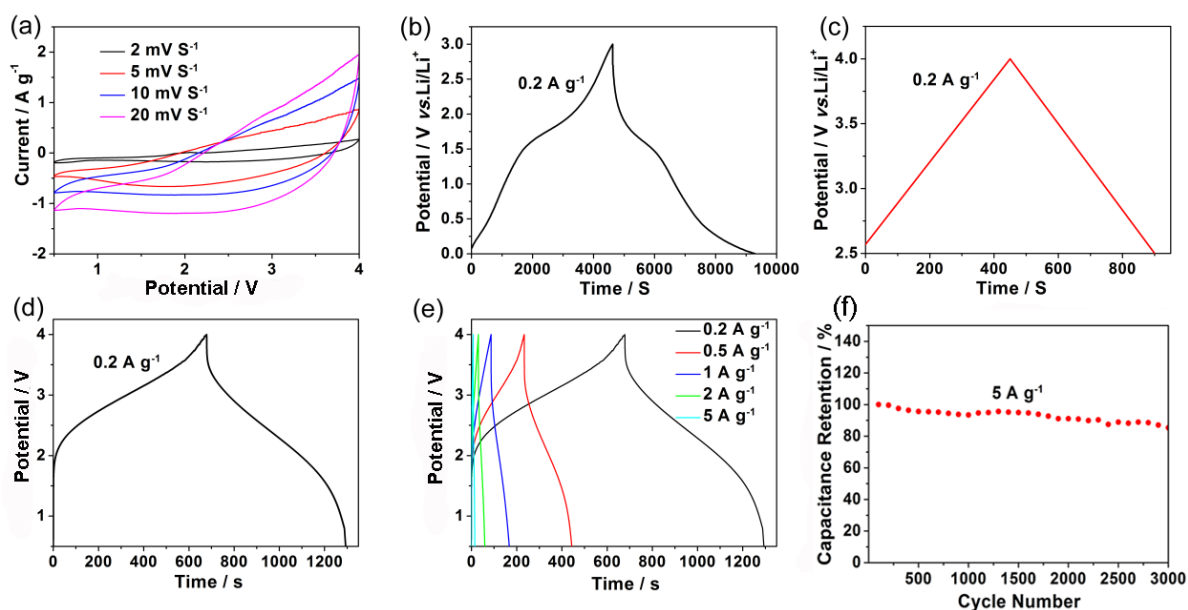 (a)
2 mV S-1
5 mV S-1
10 mV S-1
20 mV S-1
Current / A g-1
2
1
0
-1
-2
1 2 3 4
Potential / V
(b)
0.2 A g-1
Potential / V vs.Li/Li+
3.0
2.5
2.0
1.5
1.0
0.5
0.0
0 2000 4000 6000 8000 10000
Time / S
(c)
0.2 A g-1
Potential / V vs.Li/Li+
4.0
3.5
3.0
2.5
0 200 400 600 800
Time / S
(d)
0.2 A g-1
Potential / V
4
3
2
1
0 200 400 600 800 1000 1200
Time / s
(e)
0.2 A g-1
0.5 A g-1
1 A g-1
2 A g-1
5 A g-1
Potential / V
4
3
2
1
0 200 400 600 800 1000 1200
Time / s
(f)
5 A g-1
Capacitance Retention / %
140
120
100
80
60
40
20
0
500 1000 1500 2000 2500 3000
Cycle Number